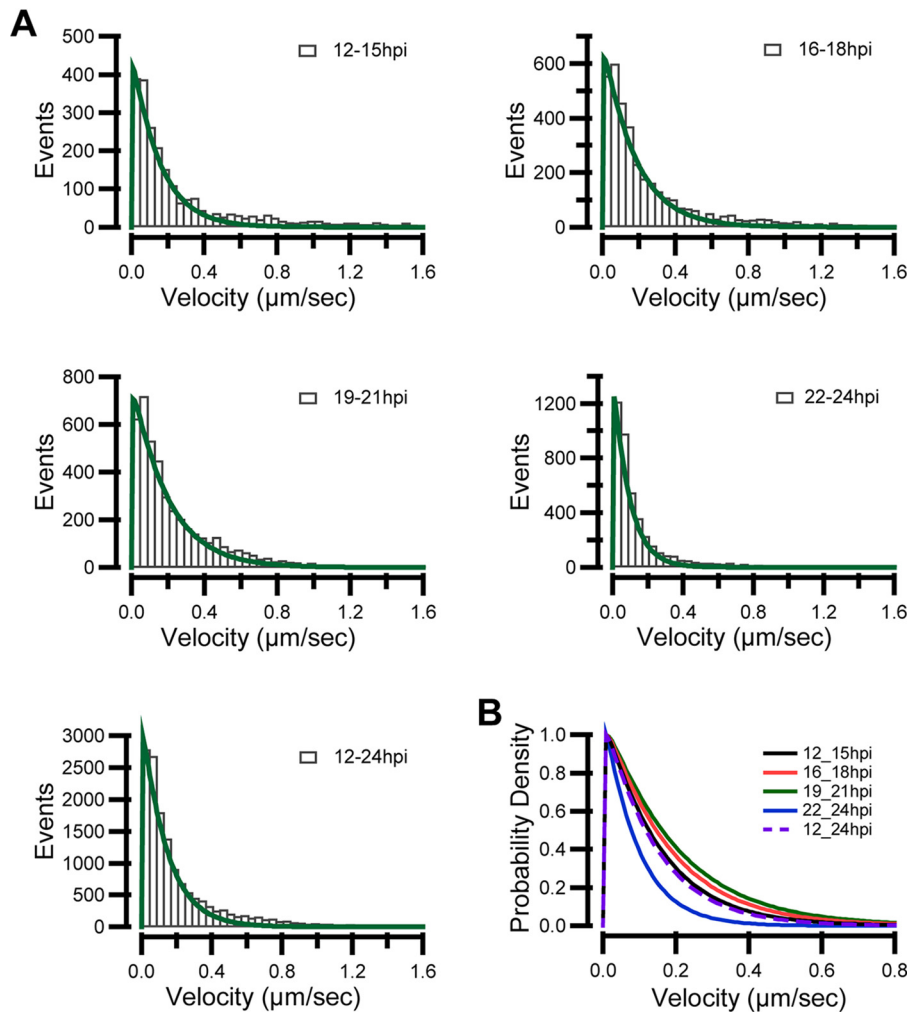 A
500
400
300
200
100
0
Events
12-15hpi
0.0 0.4 0.8 1.2 1.6
Velocity (µm/sec)
600
400
200
0
Events
16-18hpi
0.0 0.4 0.8 1.2 1.6
Velocity (µm/sec)
800
600
400
200
0
Events
19-21hpi
0.0 0.4 0.8 1.2 1.6
Velocity (µm/sec)
1200
800
400
0
Events
22-24hpi
0.0 0.4 0.8 1.2 1.6
Velocity (µm/sec)
3000
2500
2000
1500
1000
500
0
Events
12-24hpi
0.0 0.4 0.8 1.2 1.6
Velocity (µm/sec)
B
1.0
0.8
0.6
0.4
0.2
0.0
Probability Density
12_15hpi
16_18hpi
19_21hpi
22_24hpi
12_24hpi
0.0 0.2 0.4 0.6 0.8
Velocity (µm/sec)